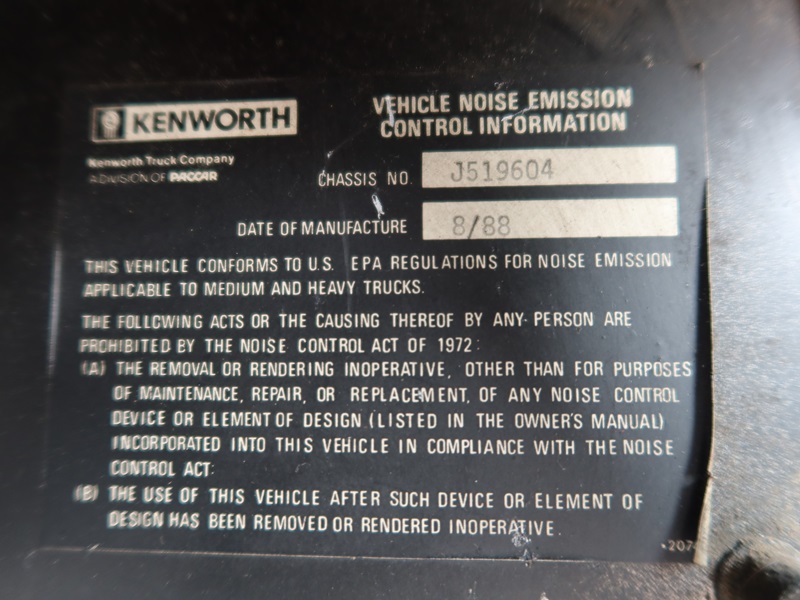 KENWORTH
Kenworth Truck Company
A DIVISION OF PACCAR
VEHICLE NOISE EMISSION
CONTROL INFORMATION
CHASSIS NO. J519604
DATE OF MANUFACTURE 8/88
THIS VEHICLE CONFORMS TO U.S. EPA REGULATIONS FOR NOISE EMISSION
APPLICABLE TO MEDIUM AND HEAVY TRUCKS.
THE FOLLOWING ACTS OR THE CAUSING THEREOF BY ANY PERSON ARE
PROHIBITED BY THE NOISE CONTROL ACT OF 1972:
(A) THE REMOVAL OR RENDERING INOPERATIVE, OTHER THAN FOR PURPOSES
OF MAINTENANCE, REPAIR, OR REPLACEMENT, OF ANY NOISE CONTROL
DEVICE OR ELEMENT OF DESIGN (LISTED IN THE OWNER'S MANUAL)
INCORPORATED INTO THIS VEHICLE IN COMPLIANCE WITH THE NOISE
CONTROL ACT:
(B) THE USE OF THIS VEHICLE AFTER SUCH DEVICE OR ELEMENT OF
DESIGN HAS BEEN REMOVED OR RENDERED INOPERATIVE.